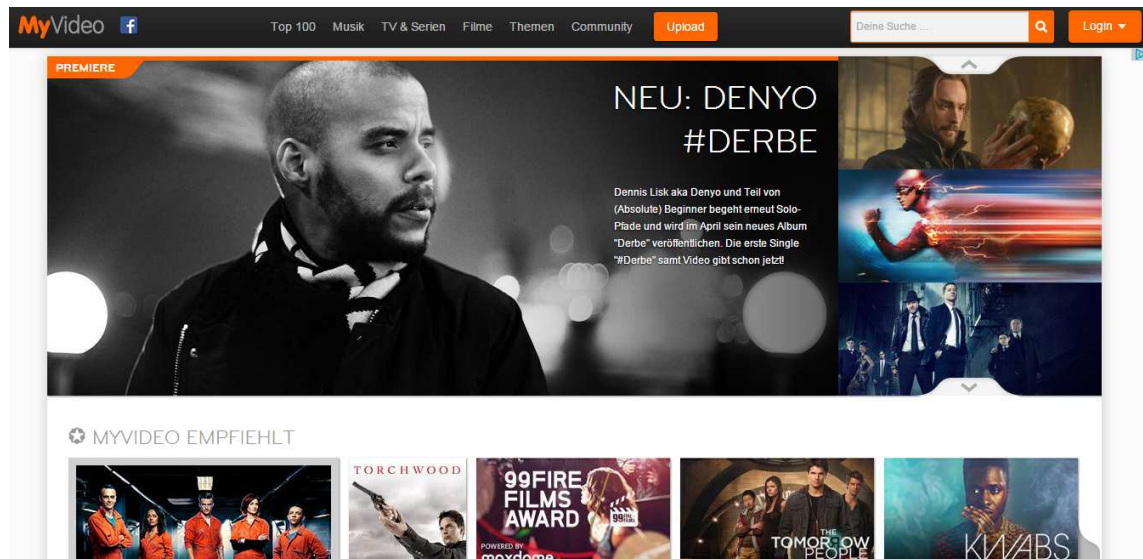 MyVideo
Top 100 Musik TV & Serien Filme Themen Community Upload
Deine Suche ...
Login
PREMIERE
NEU: DENYO
#DERBE
Dennis Lisk aka Denyo und Teil von
(Absolute) Beginner begeht erneut Solo-
Pfade und wird im April sein neues Album
"Derbe" veröffentlichen. Die erste Single
"#Derbe" samt Video gibt schon jetzt!
MYVIDEO EMPFIEHLT
TORCHWOOD
99FIRE
FILMS
AWARD
POWERED BY
moxdome
THE
TOMORROW
PEOPLE
KWABS